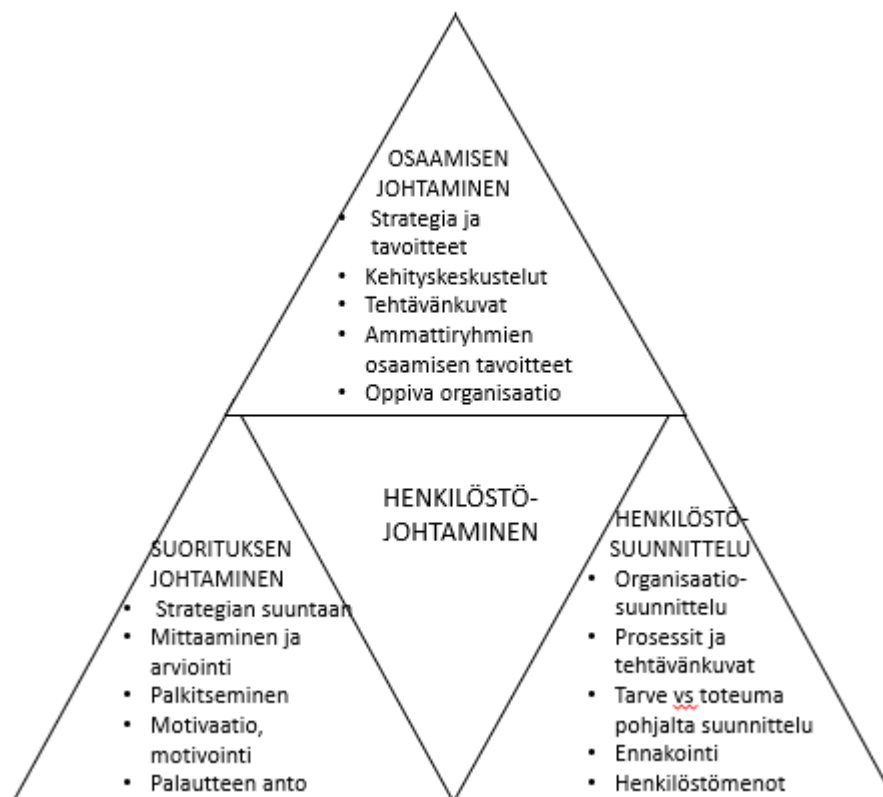 OSAAMISEN
JOHTAMINEN
• Strategia ja
tavoitteet
• Kehityskeskustelut
• Tehtävänkuvat
• Ammattiryhmien
osaamisen tavoitteet
• Oppiva organisaatio
HENKILÖSTÖ-
JOHTAMINEN
SUORITUKSEN
JOHTAMINEN
• Strategian suuntaan
• Mittaaminen ja
arviointi
• Palkitseminen
• Motivaatio,
motivointi
• Palautteen anto
HENKILÖSTÖ-
SUUNNITTELU
• Organisaatio-
suunnittelu
• Prosessit ja
tehtävänkuvat
• Tarve vs toteuma
pohjalta suunnittelu
• Ennakointi
• Henkilöstömenot